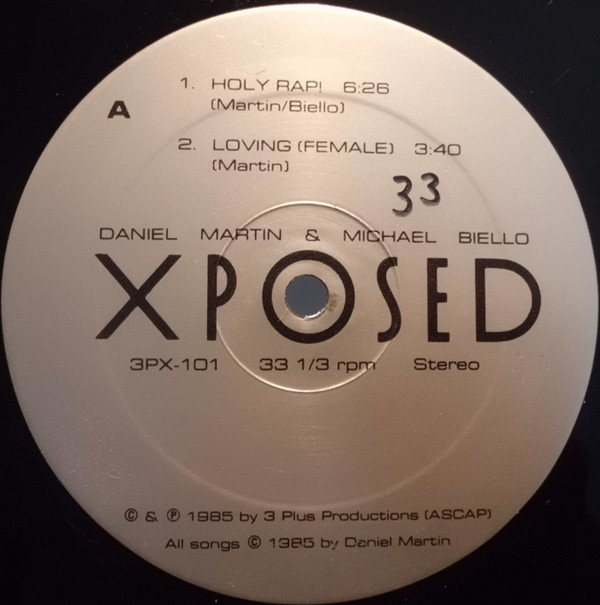 1. HOLY RAP! 6:26
(Martin/Biello)
A
2. LOVING (FEMALE) 3:40
(Martin)
33
DANIEL MARTIN & MICHAEL BIELLO
XPOSED
3PX-101 33 1/3 rpm Stereo
© & ℗ 1985 by 3 Plus Productions (ASCAP)
All songs © 1985 by Daniel Martin